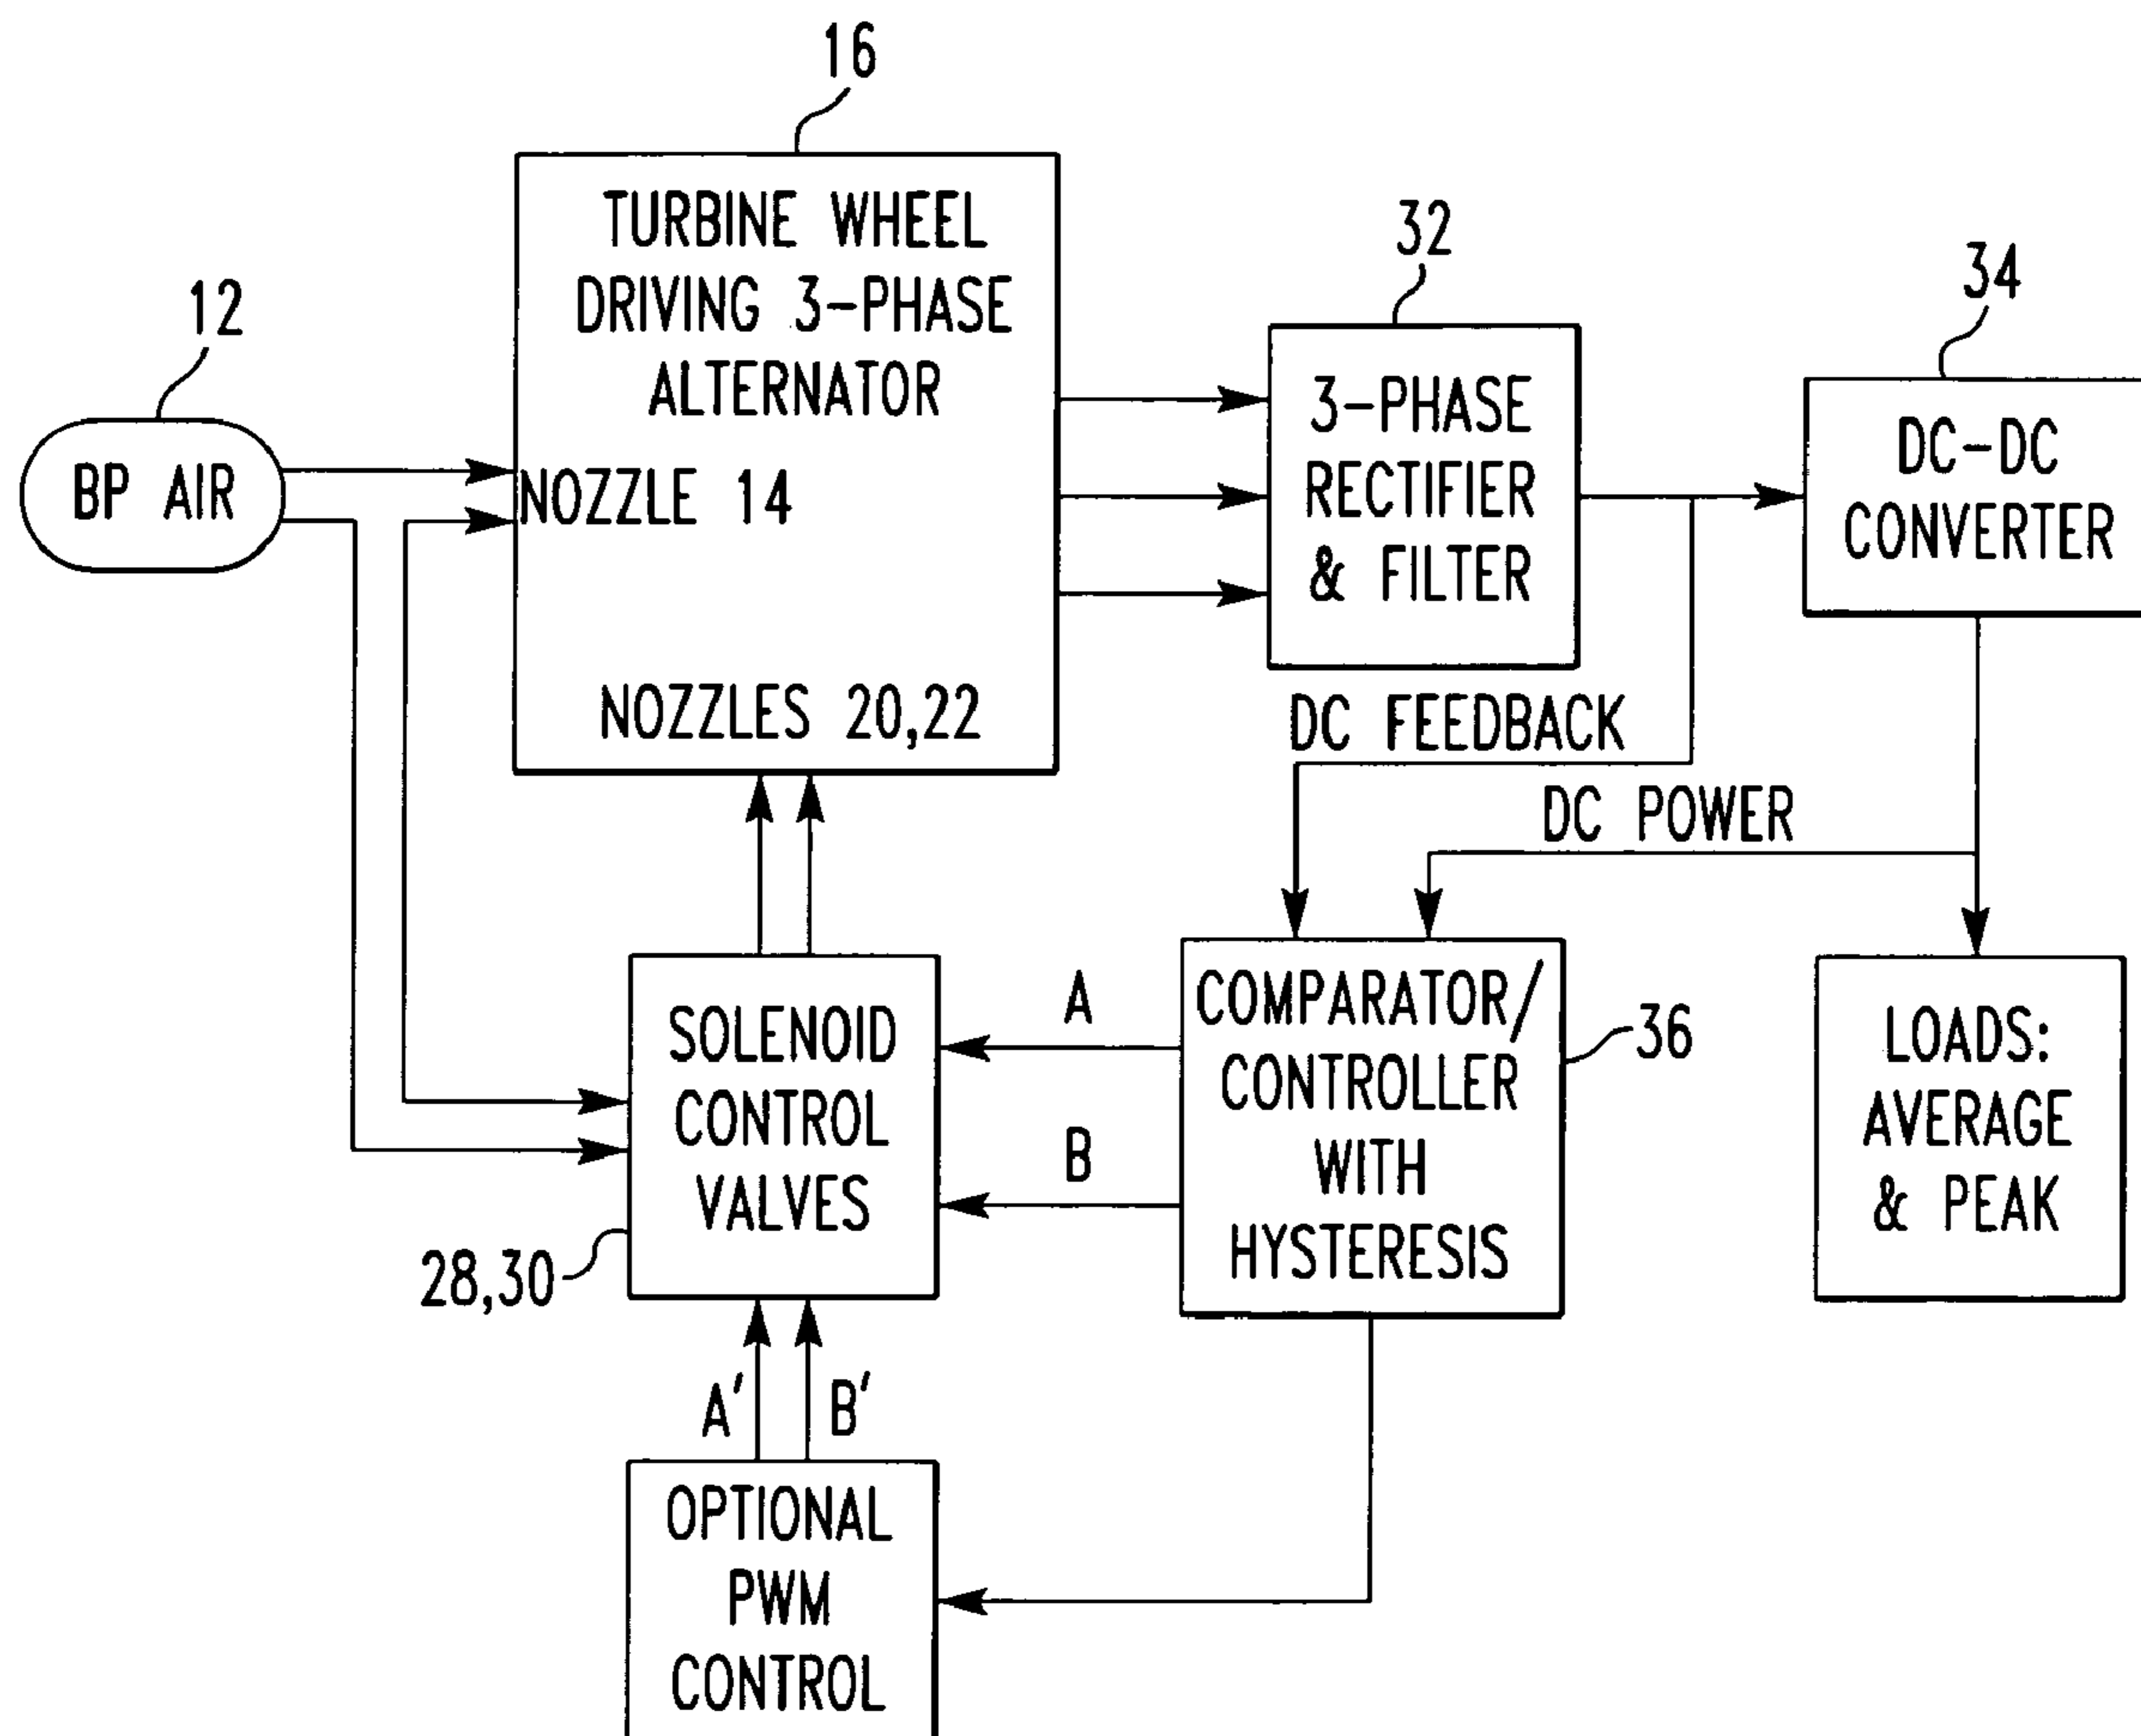 16
TURBINE WHEEL
DRIVING 3-PHASE
ALTERNATOR
NOZZLE 14
NOZZLES 20,22
12
BP AIR
32
3-PHASE
RECTIFIER
& FILTER
34
DC-DC
CONVERTER
DC FEEDBACK
DC POWER
SOLENOID
CONTROL
VALVES
28,30
A
B
COMPARATOR/
CONTROLLER
WITH
HYSTERESIS
36
LOADS:
AVERAGE
& PEAK
A'
B'
OPTIONAL
PWM
CONTROL